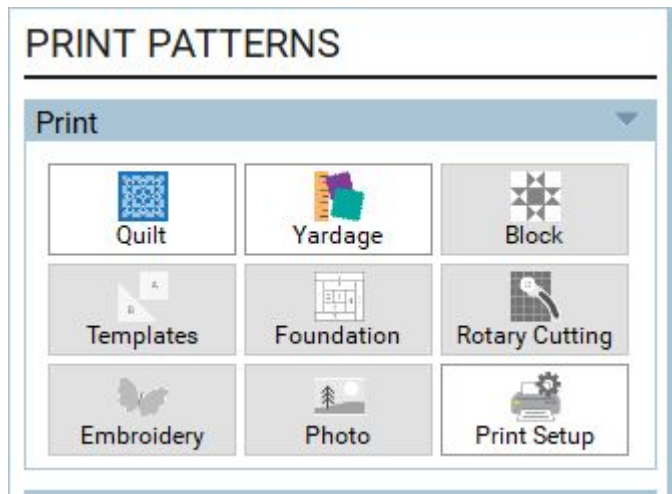 PRINT PATTERNS
Print
Quilt Yardage Block
Templates Foundation Rotary Cutting
Embroidery Photo Print Setup